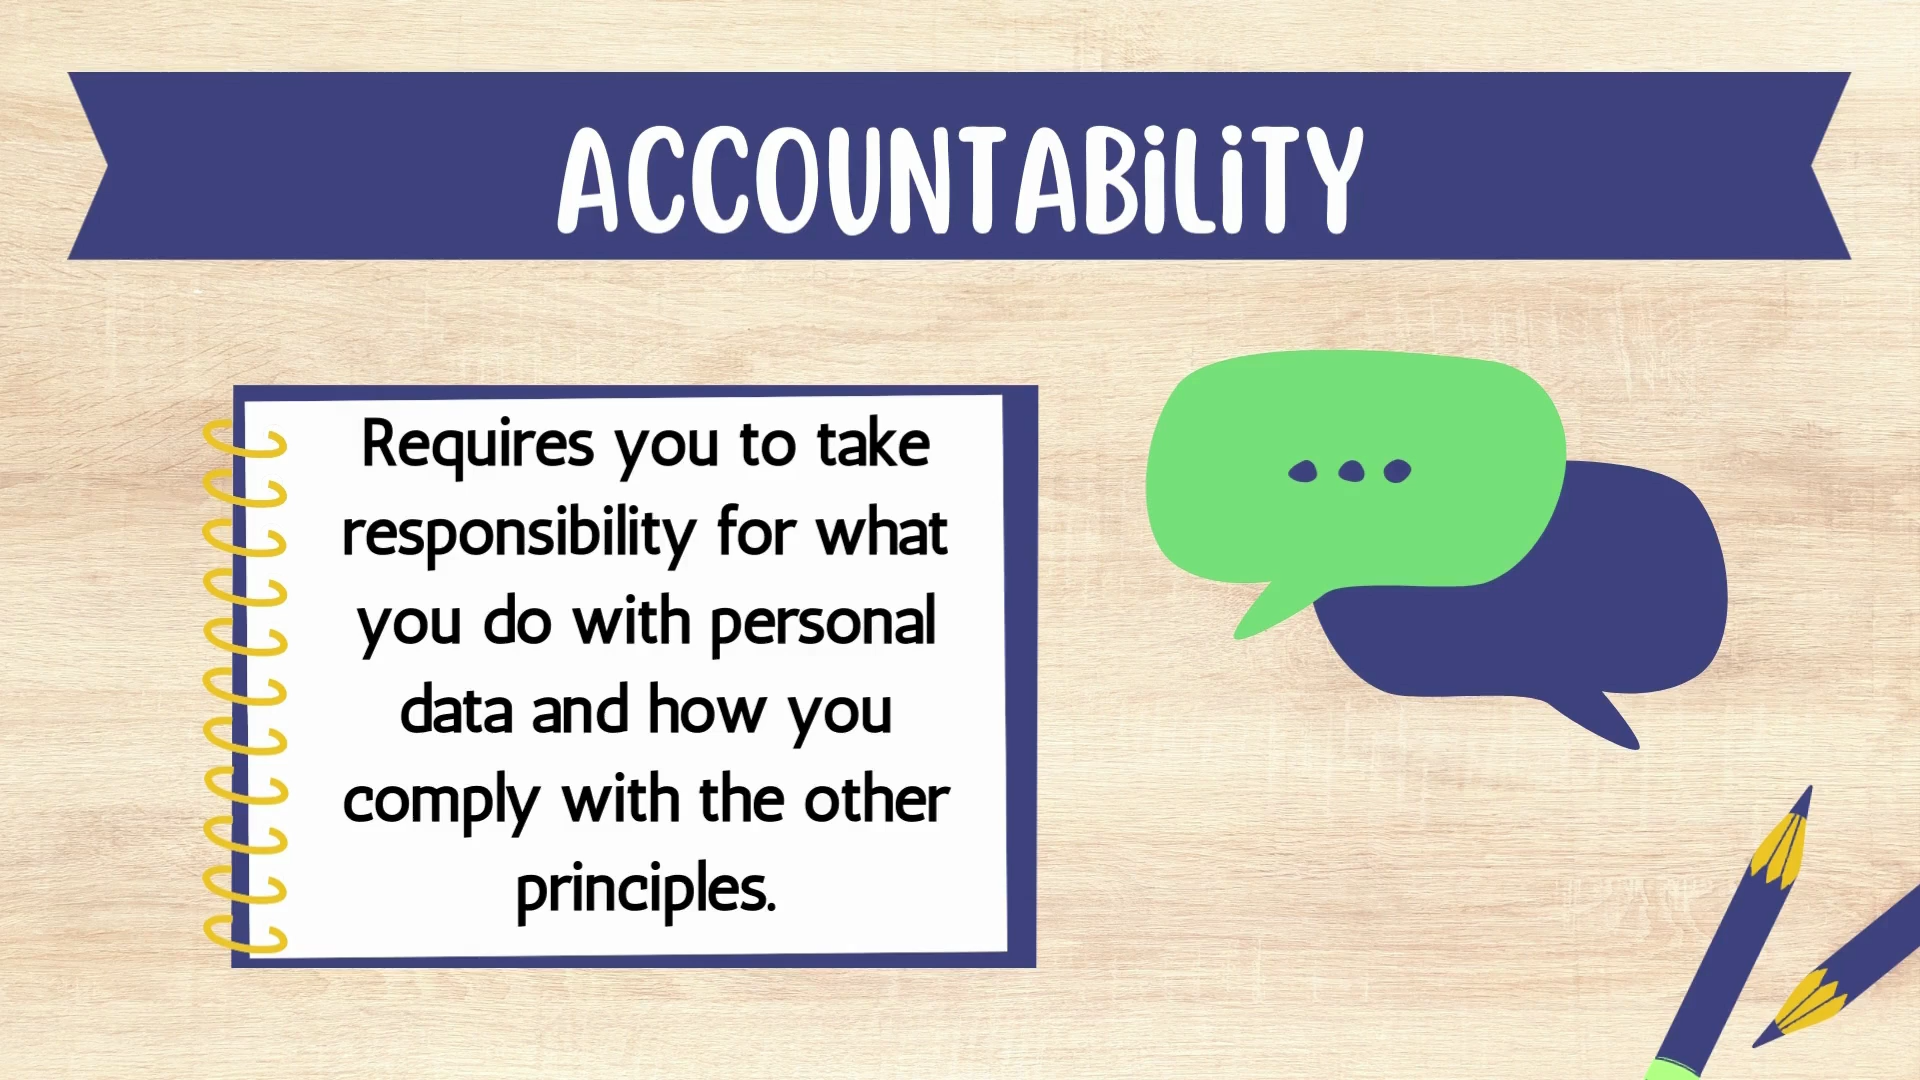 ACCOUNTABILITY
Requires you to take
responsibility for what
you do with personal
data and how you
comply with the other
principles.